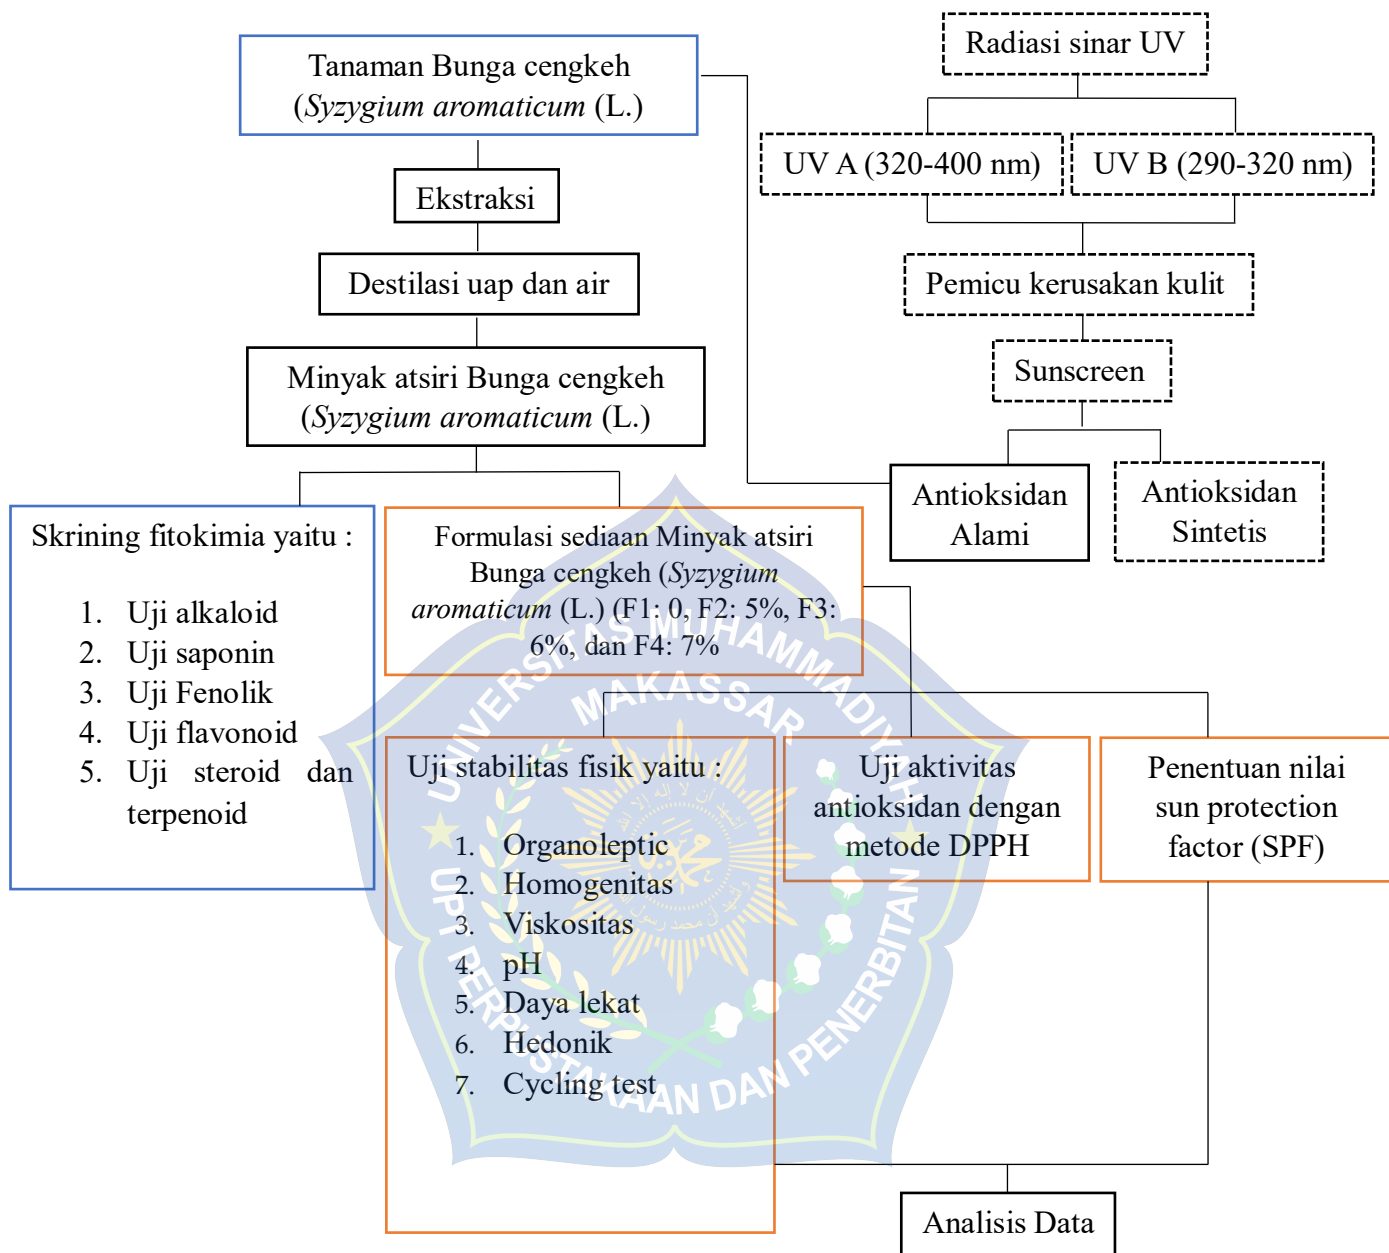 Tanaman Bunga cengkeh
(Syzygium aromaticum (L.)
Ekstraksi
Destilasi uap dan air
Minyak atsiri Bunga cengkeh
(Syzygium aromaticum (L.)
Radiasi sinar UV
UV A (320-400 nm)
UV B (290-320 nm)
Pemicu kerusakan kulit
Sunscreen
Antioksidan
Alami
Antioksidan
Sintetis
Skrining fitokimia yaitu :
1. Uji alkaloid
2. Uji saponin
3. Uji Fenolik
4. Uji flavonoid
5. Uji steroid dan
terpenoid
Formulasi sediaan Minyak atsiri
Bunga cengkeh (Syzygium
aromaticum (L.) (F1: 0, F2: 5%, F3:
6%, dan F4: 7%
Uji stabilitas fisik yaitu :
1. Organoleptic
2. Homogenitas
3. Viskositas
4. pH
5. Daya lekat
6. Hedonik
7. Cycling test
Uji aktivitas
antioksidan dengan
metode DPPH
Penentuan nilai
sun protection
factor (SPF)
Analisis Data
UNIVERSITAS MUHAMMADIYAH
MAKASSAR
UPT PERPUSTAKAAN DAN PENERBITAN